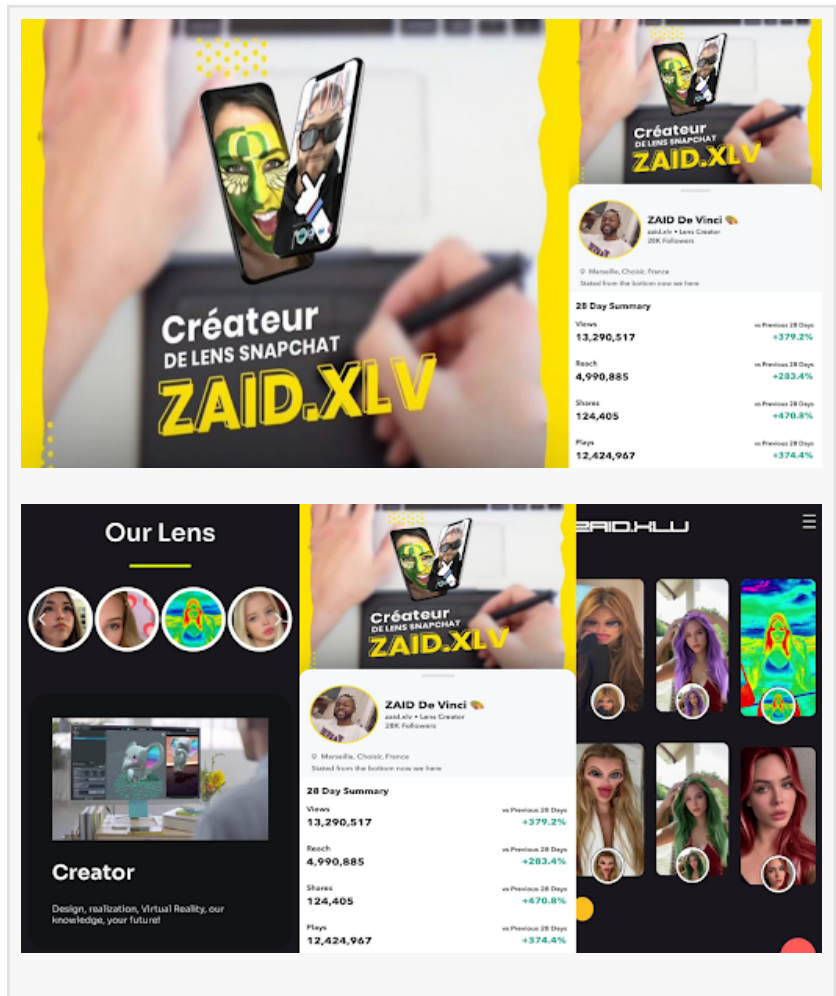 Créateur
DE LENS SNAPCHAT
ZAID.XLV
Créateur
DE LENS SNAPCHAT
ZAID.XLV
ZAID De Vinci 🎨
zaid.xlv • Lens Creator
28K Followers
Marseille, Choisir, France
Stated from the bottom now we here
28 Day Summary
Views vs Previous 28 Days
13,290,517 +379.2%
Reach vs Previous 28 Days
4,990,885 +283.4%
Shares vs Previous 28 Days
124,405 +470.8%
Plays vs Previous 28 Days
12,424,967 +374.4%
Our Lens
Creator
Design, realization, Virtual Reality, our
knowledge, your future!
Créateur
DE LENS SNAPCHAT
ZAID.XLV
ZAID De Vinci 🎨
zaid.xlv • Lens Creator
28K Followers
Marseille, Choisir, France
Stated from the bottom now we here
28 Day Summary
Views vs Previous 28 Days
13,290,517 +379.2%
Reach vs Previous 28 Days
4,990,885 +283.4%
Shares vs Previous 28 Days
124,405 +470.8%
Plays vs Previous 28 Days
12,424,967 +374.4%
ZAID.XLV